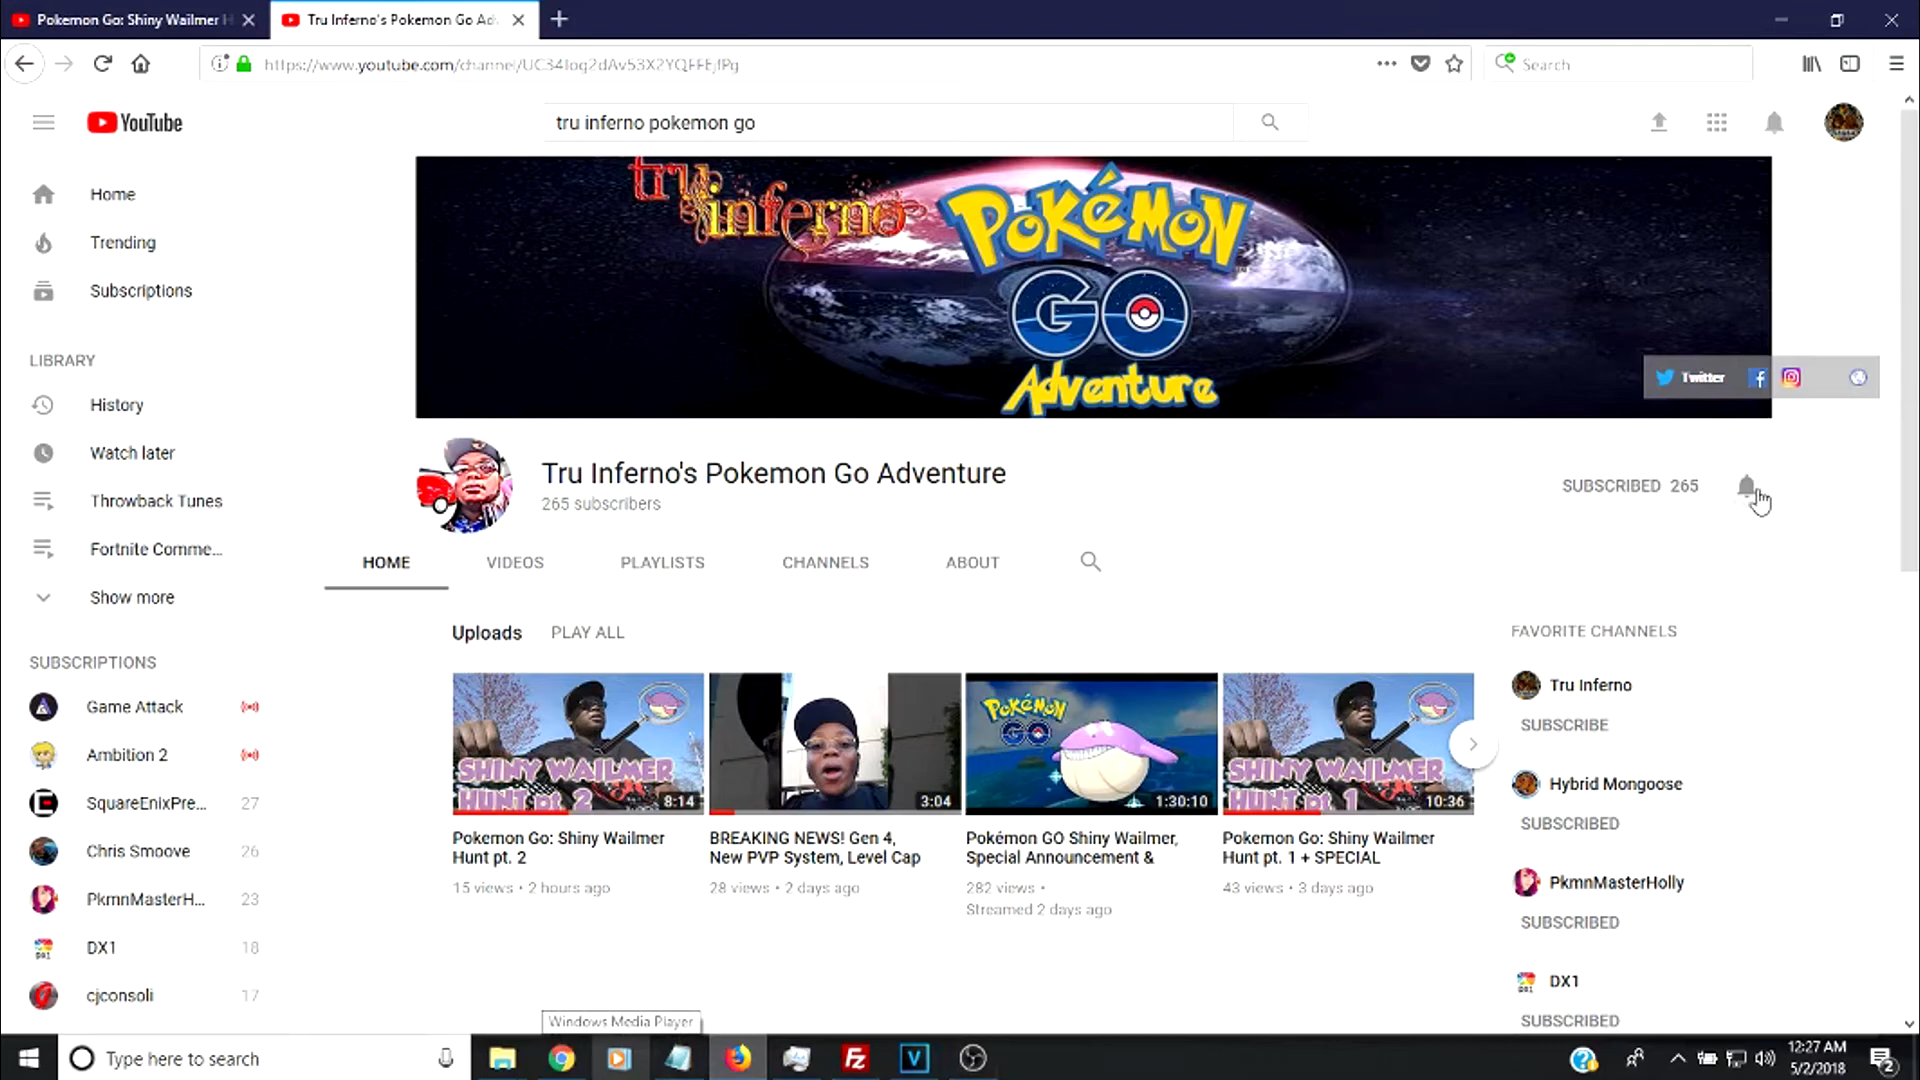 Pokemon Go: Shiny Wailmer H
Tru Inferno's Pokemon Go Ad
Search
YouTube
tru inferno pokemon go
Home
Trending
Subscriptions
LIBRARY
History
Watch later
Throwback Tunes
Fortnite Comme...
Show more
SUBSCRIPTIONS
Game Attack
Ambition 2
SquareEnixPre... 27
Chris Smoove 26
PkmnMasterH... 23
DX1 18
cjconsoli 17
tru inferno
POKéMON
GO
Adventure
Twitter
Tru Inferno's Pokemon Go Adventure
265 subscribers
SUBSCRIBED 265
HOME VIDEOS PLAYLISTS CHANNELS ABOUT
Uploads PLAY ALL
SHINY WAILMER
HUNT pt. 2
8:14
Pokemon Go: Shiny Wailmer
Hunt pt. 2
15 views • 2 hours ago
3:04
BREAKING NEWS! Gen 4,
New PVP System, Level Cap
28 views • 2 days ago
POKéMON
GO
1:30:10
Pokémon GO Shiny Wailmer,
Special Announcement &
282 views •
Streamed 2 days ago
SHINY WAILMER
HUNT pt. 1
10:36
Pokemon Go: Shiny Wailmer
Hunt pt. 1 + SPECIAL
43 views • 3 days ago
FAVORITE CHANNELS
Tru Inferno
SUBSCRIBE
Hybrid Mongoose
SUBSCRIBED
PkmnMasterHolly
SUBSCRIBED
DX1
SUBSCRIBED
Windows Media Player
Type here to search
12:27 AM
5/2/2018
2